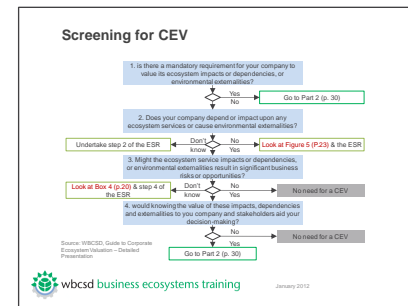 Screening for CEV
1. is there a mandatory requirement for your company to
value its ecosystem impacts or dependencies, or
environmental externalities?
Yes
No
Go to Part 2 (p. 30)
2. Does your company depend or impact upon any
ecosystem services or cause environmental externalities?
Undertake step 2 of the ESR
Don't
know
No
Yes
Look at Figure 5 (P.23) & the ESR
3. Might the ecosystem service impacts or dependencies,
or environmental externalities result in significant business
risks or opportunities?
Look at Box 4 (p.20) & step 4 of
the ESR
Don't
know
No
Yes
No need for a CEV
4. would knowing the value of these impacts, dependencies
and externalities to you company and stakeholders aid your
decision-making?
No
Yes
No need for a CEV
Source: WBCSD, Guide to Corporate
Ecosystem Valuation – Detailed
Presentation
Go to Part 2 (p. 30)
wbcsd business ecosystems training
January 2012